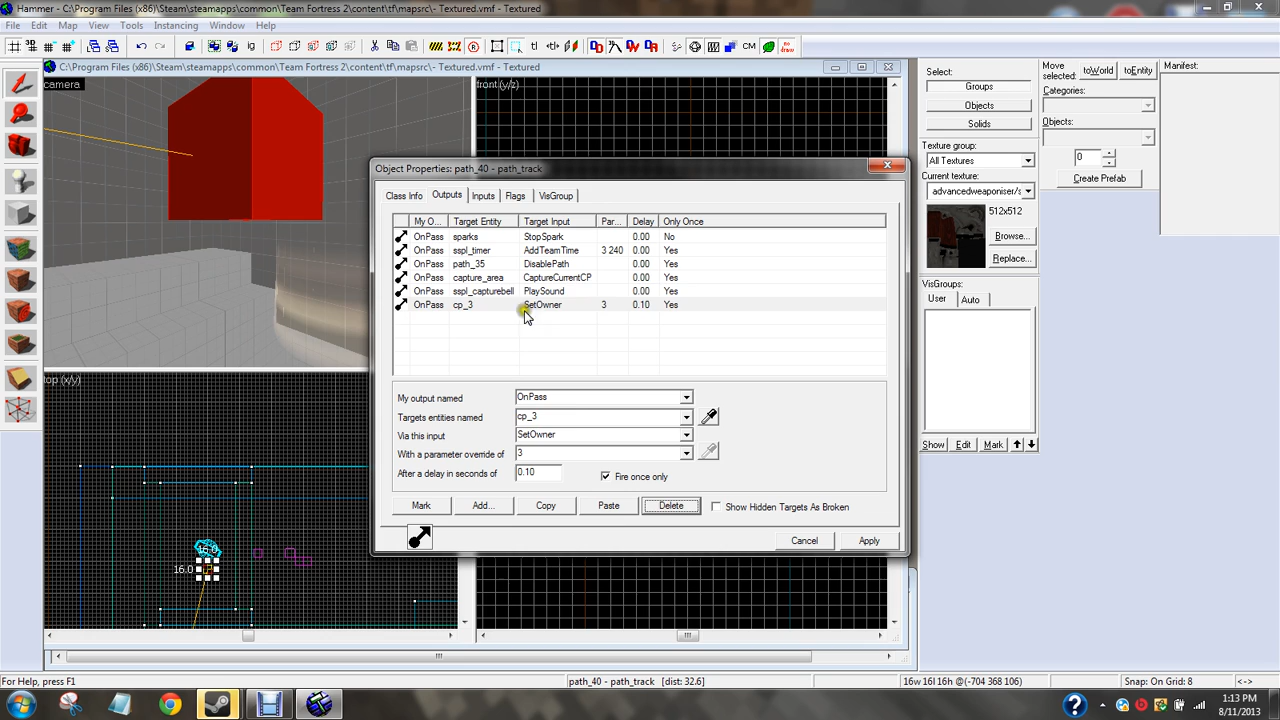 Hammer - C:\Program Files (x86)\Steam\steamapps\common\Team Fortress 2\content\tf\mapsrc\- Textured.vmf - Textured
File Edit Map View Tools Instancing Window Help
C:\Program Files (x86)\Steam\steamapps\common\Team Fortress 2\content\tf\mapsrc\- Textured.vmf - Textured
camera
front (y/z)
top (x/y)
16.0
16.0
Object Properties: path_40 - path_track
Class Info Outputs Inputs Flags VisGroup
My O... Target Entity Target Input Par... Delay Only Once
OnPass sparks StopSpark 0.00 No
OnPass sspl_timer AddTeamTime 3 240 0.00 Yes
OnPass path_35 DisablePath 0.00 Yes
OnPass capture_area CaptureCurrentCP 0.00 Yes
OnPass sspl_capturebell PlaySound 0.00 Yes
OnPass cp_3 SetOwner 3 0.10 Yes
My output named OnPass
Targets entities named cp_3
Via this input SetOwner
With a parameter override of 3
After a delay in seconds of 0.10 Fire once only
Mark Add... Copy Paste Delete Show Hidden Targets As Broken
Cancel Apply
Select:
Groups
Objects
Solids
Texture group:
All Textures
Current texture:
advancedweaponiser/s
512x512
Browse...
Replace...
VisGroups:
User Auto
Show Edit Mark
Move selected:
toWorld toEntity
Categories:
Objects:
0
Create Prefab
Manifest:
For Help, press F1
path_40 - path_track [dist: 32.6]
16w 16l 16h @(-704 368 106)
Snap: On Grid: 8
<->
1:13 PM
8/11/2013